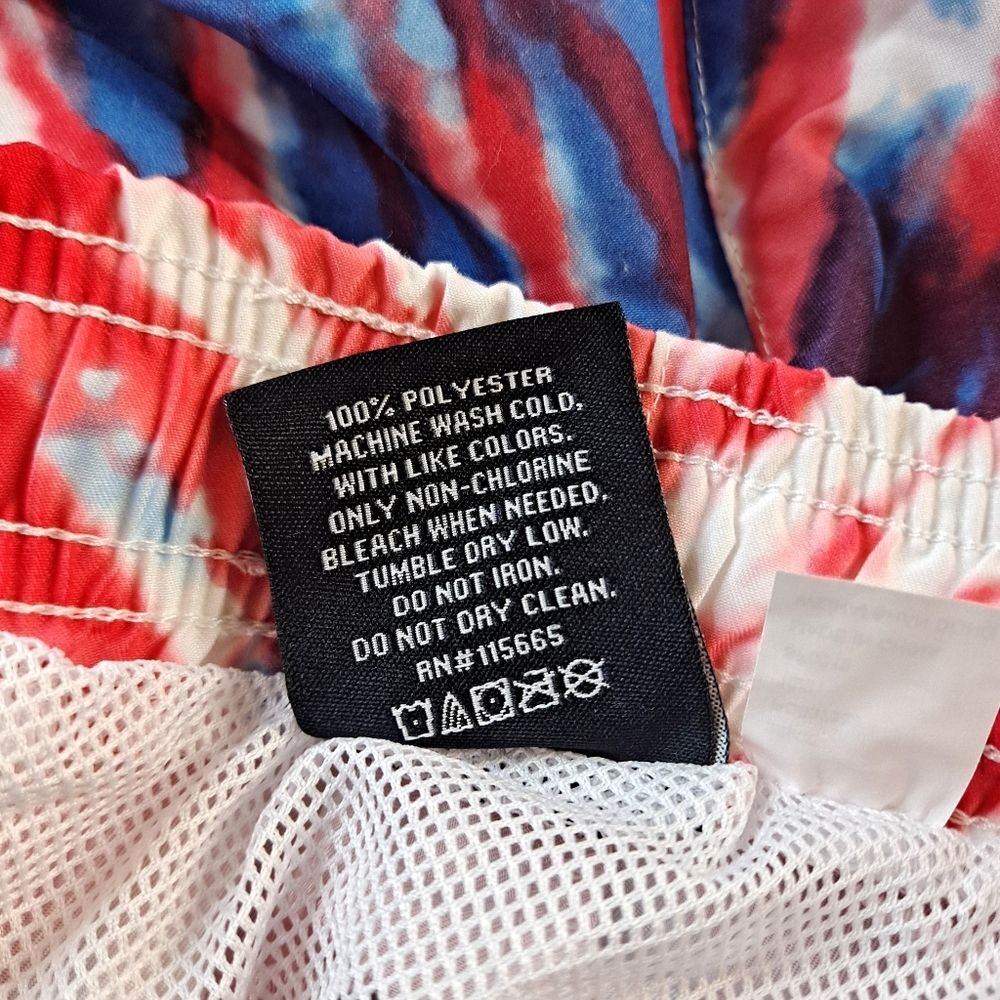 100% POLYESTER
MACHINE WASH COLD,
WITH LIKE COLORS.
ONLY NON-CHLORINE
BLEACH WHEN NEEDED.
TUMBLE DRY LOW.
DO NOT IRON.
DO NOT DRY CLEAN.
RN#115665